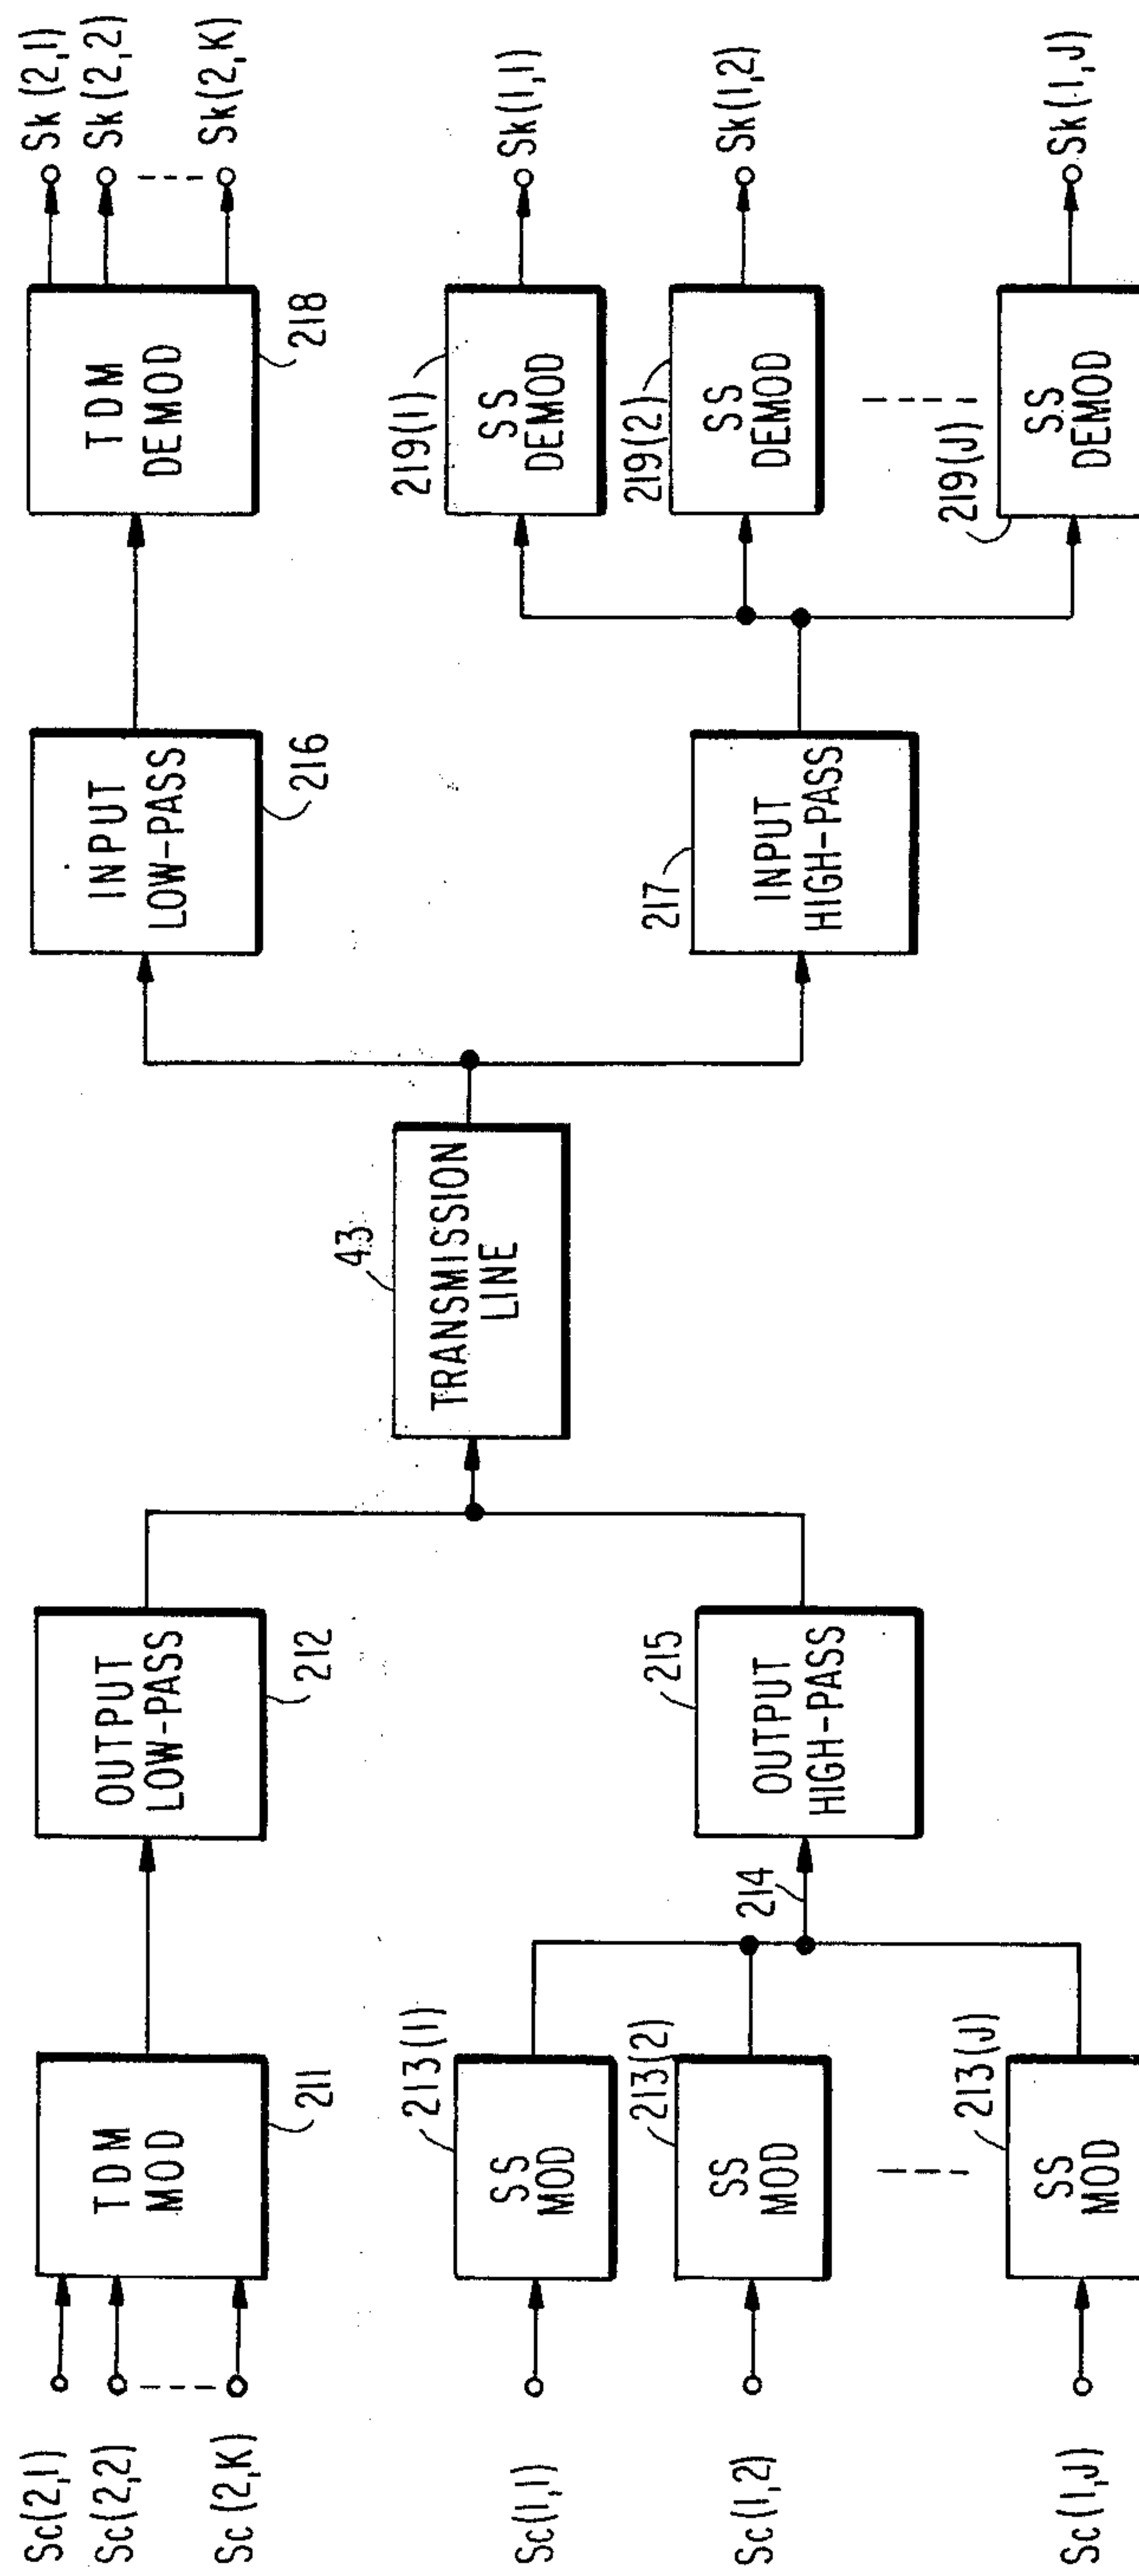 Sc(2,1)
Sc(2,2)
Sc(2,K)
TDM
MOD
211
OUTPUT
LOW-PASS
212
Sc(1,1)
SS
MOD
213(1)
Sc(1,2)
SS
MOD
213(2)
Sc(1,J)
SS
MOD
213(J)
214
OUTPUT
HIGH-PASS
215
TRANSMISSION
LINE
43
INPUT
LOW-PASS
216
INPUT
HIGH-PASS
217
TDM
DEMOD
218
Sk(2,1)
Sk(2,2)
Sk(2,K)
SS
DEMOD
219(1)
Sk(1,1)
SS
DEMOD
219(2)
Sk(1,2)
SS
DEMOD
219(J)
Sk(1,J)